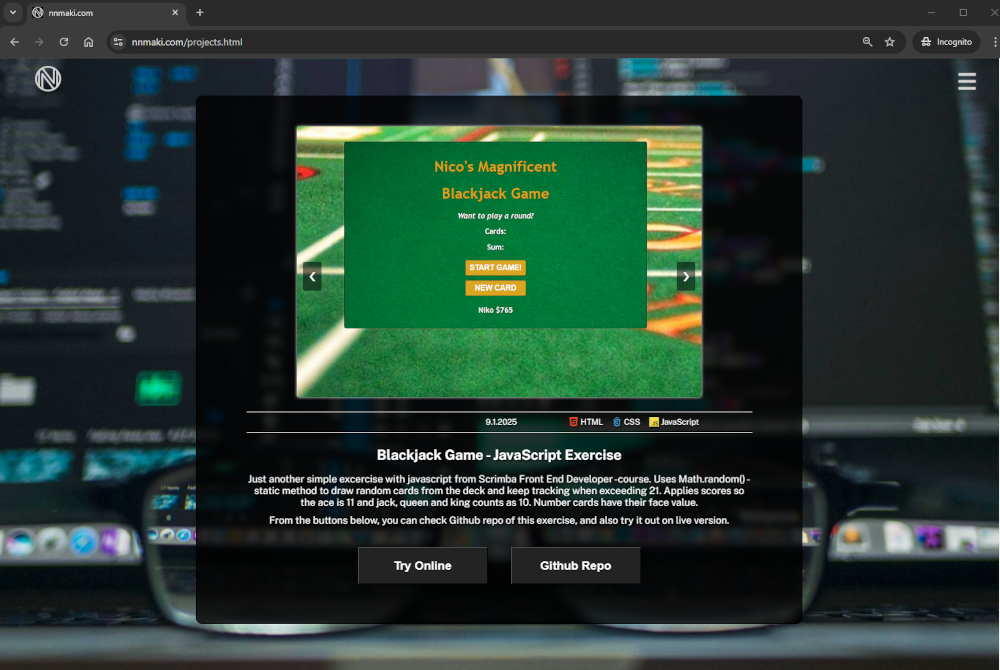 nnmaki.com
nnmaki.com/projects.html
Incognito
N
Nico's Magnificent
Blackjack Game
Want to play a round?
Cards:
Sum:
START GAME!
NEW CARD
Niko $765
9.1.2025 HTML CSS JS JavaScript
Blackjack Game - JavaScript Exercise
Just another simple excercise with javascript from Scrimba Front End Developer -course. Uses Math.random() -
static method to draw random cards from the deck and keep tracking when exceeding 21. Applies scores so
the ace is 11 and jack, queen and king counts as 10. Number cards have their face value.
From the buttons below, you can check Github repo of this exercise, and also try it out on live version.
Try Online Github Repo